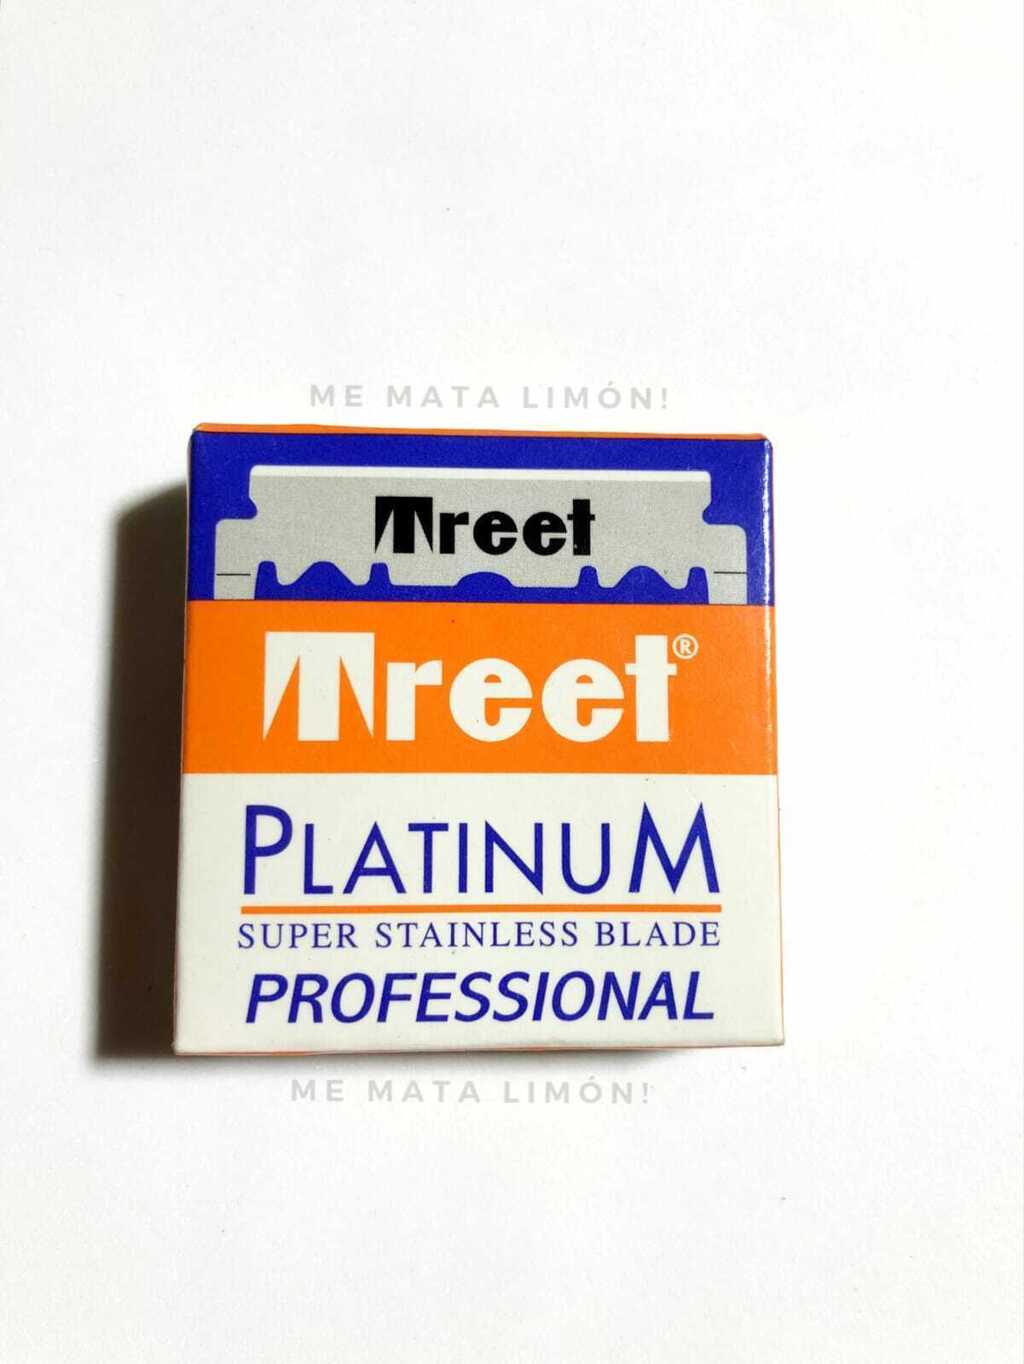 ME MATA LIMÓN!
Treet
Treet®
PLATINUM
SUPER STAINLESS BLADE
PROFESSIONAL
ME MATA LIMÓN!